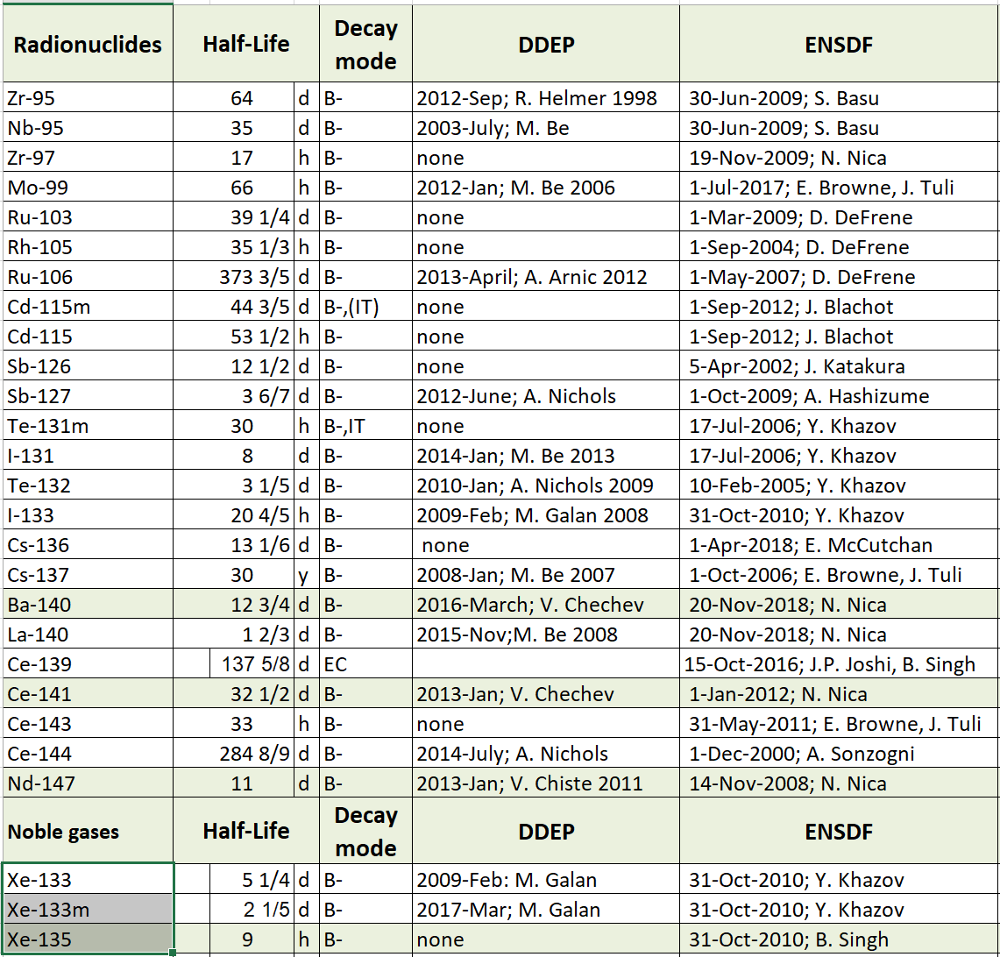 Radionuclides Half-Life Decay mode DDEP ENSDF
Zr-95 64 d B- 2012-Sep; R. Helmer 1998 30-Jun-2009; S. Basu
Nb-95 35 d B- 2003-July; M. Be 30-Jun-2009; S. Basu
Zr-97 17 h B- none 19-Nov-2009; N. Nica
Mo-99 66 h B- 2012-Jan; M. Be 2006 1-Jul-2017; E. Browne, J. Tuli
Ru-103 39 1/4 d B- none 1-Mar-2009; D. DeFrene
Rh-105 35 1/3 h B- none 1-Sep-2004; D. DeFrene
Ru-106 373 3/5 d B- 2013-April; A. Arnic 2012 1-May-2007; D. DeFrene
Cd-115m 44 3/5 d B-,(IT) none 1-Sep-2012; J. Blachot
Cd-115 53 1/2 h B- none 1-Sep-2012; J. Blachot
Sb-126 12 1/2 d B- none 5-Apr-2002; J. Katakura
Sb-127 3 6/7 d B- 2012-June; A. Nichols 1-Oct-2009; A. Hashizume
Te-131m 30 h B-,IT none 17-Jul-2006; Y. Khazov
I-131 8 d B- 2014-Jan; M. Be 2013 17-Jul-2006; Y. Khazov
Te-132 3 1/5 d B- 2010-Jan; A. Nichols 2009 10-Feb-2005; Y. Khazov
I-133 20 4/5 h B- 2009-Feb; M. Galan 2008 31-Oct-2010; Y. Khazov
Cs-136 13 1/6 d B- none 1-Apr-2018; E. McCutchan
Cs-137 30 y B- 2008-Jan; M. Be 2007 1-Oct-2006; E. Browne, J. Tuli
Ba-140 12 3/4 d B- 2016-March; V. Chechev 20-Nov-2018; N. Nica
La-140 1 2/3 d B- 2015-Nov;M. Be 2008 20-Nov-2018; N. Nica
Ce-139 137 5/8 d EC 15-Oct-2016; J.P. Joshi, B. Singh
Ce-141 32 1/2 d B- 2013-Jan; V. Chechev 1-Jan-2012; N. Nica
Ce-143 33 h B- none 31-May-2011; E. Browne, J. Tuli
Ce-144 284 8/9 d B- 2014-July; A. Nichols 1-Dec-2000; A. Sonzogni
Nd-147 11 d B- 2013-Jan; V. Chiste 2011 14-Nov-2008; N. Nica
Noble gases Half-Life Decay mode DDEP ENSDF
Xe-133 5 1/4 d B- 2009-Feb: M. Galan 31-Oct-2010; Y. Khazov
Xe-133m 2 1/5 d B- 2017-Mar; M. Galan 31-Oct-2010; Y. Khazov
Xe-135 9 h B- none 31-Oct-2010; B. Singh